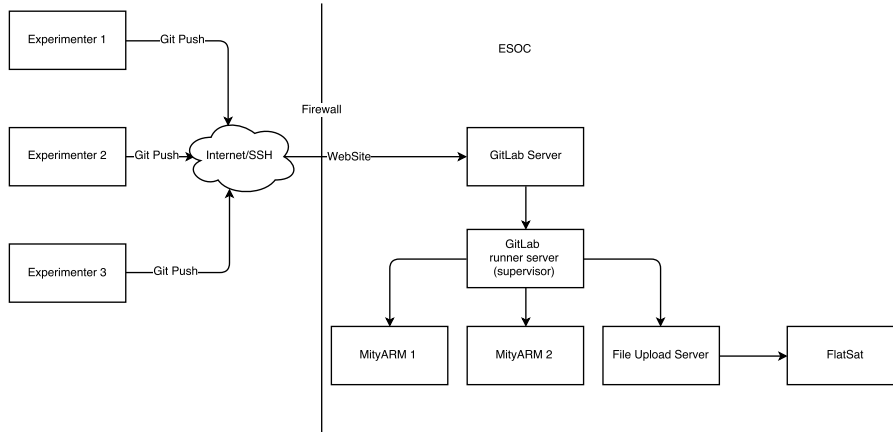 Experimenter 1
Git Push
ESOC
Firewall
Experimenter 2
Git Push
Internet/SSH
WebSite
GitLab Server
GitLab
runner server
(supervisor)
Experimenter 3
Git Push
MityARM 1
MityARM 2
File Upload Server
FlatSat